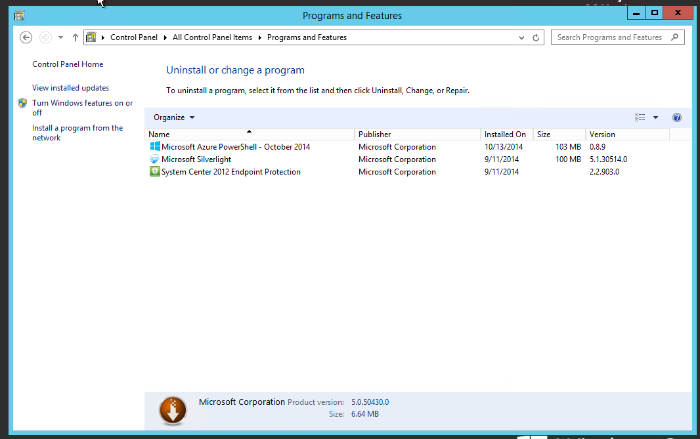 Programs and Features
Control Panel All Control Panel Items Programs and Features
Search Programs and Features
Control Panel Home
View installed updates
Turn Windows features on or
off
Install a program from the
network
Uninstall or change a program
To uninstall a program, select it from the list and then click Uninstall, Change, or Repair.
Organize
Name Publisher Installed On Size Version
Microsoft Azure PowerShell - October 2014 Microsoft Corporation 10/13/2014 103 MB 0.8.9
Microsoft Silverlight Microsoft Corporation 9/11/2014 100 MB 5.1.30514.0
System Center 2012 Endpoint Protection Microsoft Corporation 9/11/2014 2.2.903.0
Microsoft Corporation Product version: 5.0.50430.0
Size: 6.64 MB